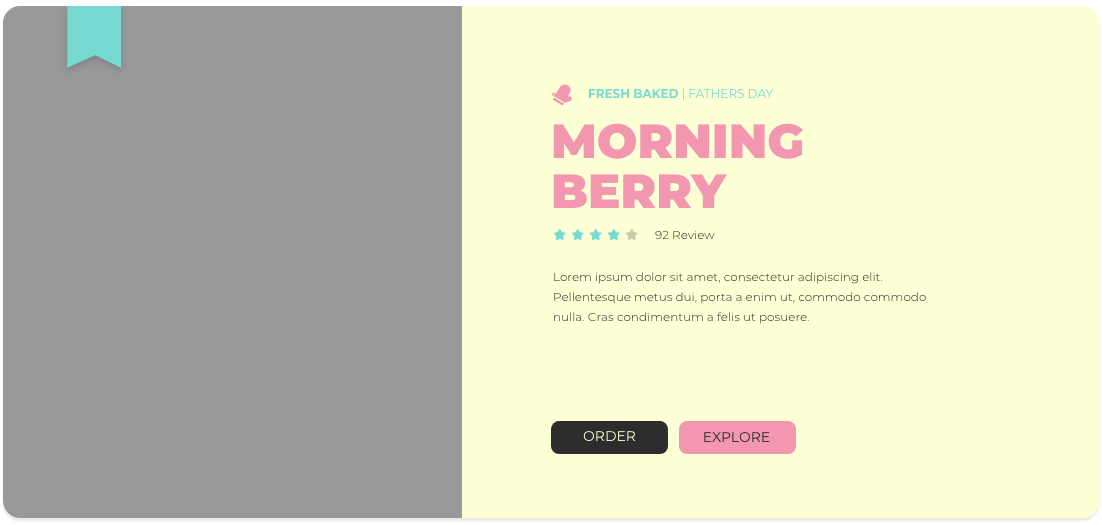 FRESH BAKED | FATHERS DAY
MORNING
BERRY
92 Review
Lorem ipsum dolor sit amet, consectetur adipiscing elit.
Pellentesque metus dui, porta a enim ut, commodo commodo
nulla. Cras condimentum a felis ut posuere.
ORDER
EXPLORE